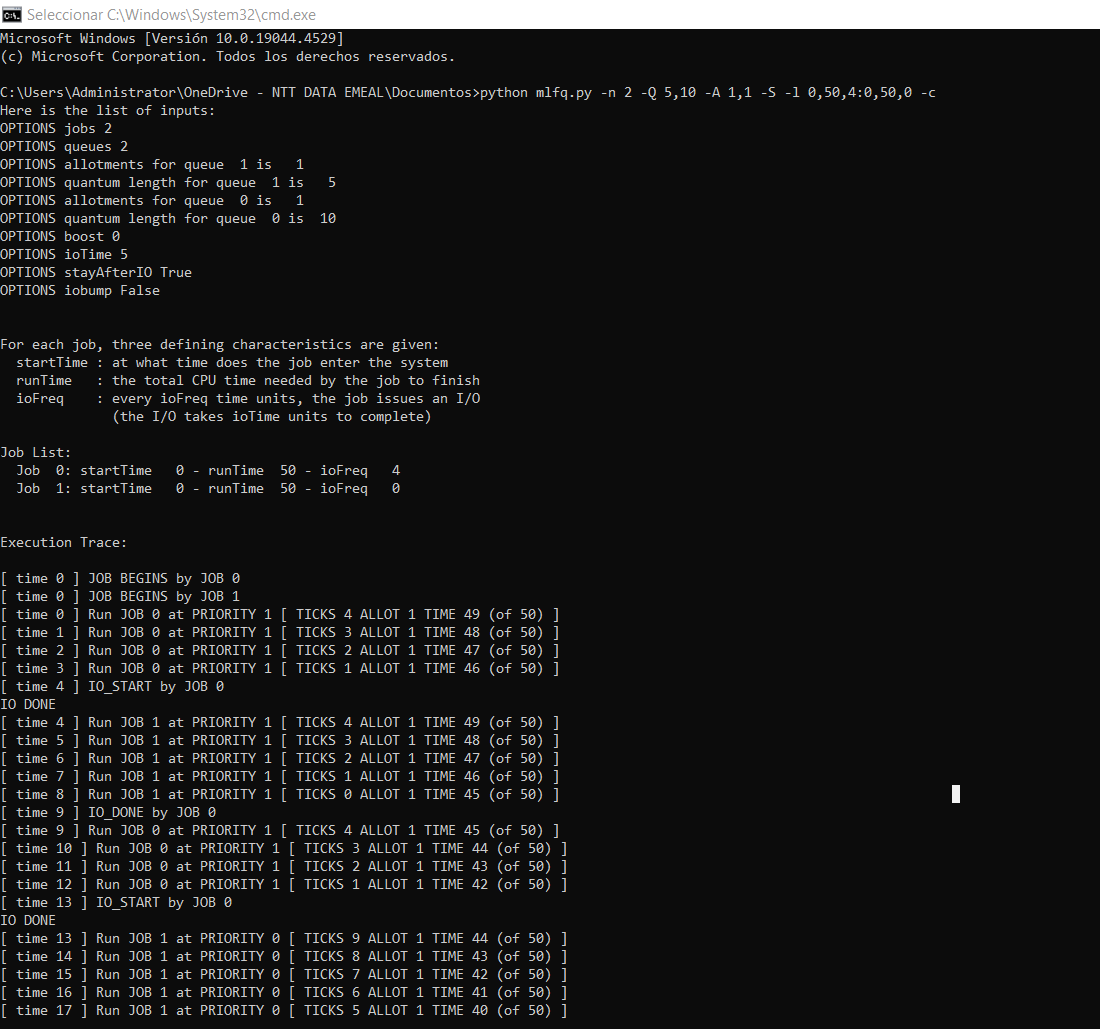 Seleccionar C:\Windows\System32\cmd.exe
Microsoft Windows [Versión 10.0.19044.4529]
(c) Microsoft Corporation. Todos los derechos reservados.
C:\Users\Administrator\OneDrive - NTT DATA EMEAL\Documentos>python mlfq.py -n 2 -Q 5,10 -A 1,1 -S -l 0,50,4:0,50,0 -c
Here is the list of inputs:
OPTIONS jobs 2
OPTIONS queues 2
OPTIONS allotments for queue  1 is   1
OPTIONS quantum length for queue  1 is   5
OPTIONS allotments for queue  0 is   1
OPTIONS quantum length for queue  0 is  10
OPTIONS boost 0
OPTIONS ioTime 5
OPTIONS stayAfterIO True
OPTIONS iobump False
For each job, three defining characteristics are given:
  startTime : at what time does the job enter the system
  runTime   : the total CPU time needed by the job to finish
  ioFreq    : every ioFreq time units, the job issues an I/O
              (the I/O takes ioTime units to complete)
Job List:
  Job  0: startTime   0 - runTime  50 - ioFreq   4
  Job  1: startTime   0 - runTime  50 - ioFreq   0
Execution Trace:
[ time 0 ] JOB BEGINS by JOB 0
[ time 0 ] JOB BEGINS by JOB 1
[ time 0 ] Run JOB 0 at PRIORITY 1 [ TICKS 4 ALLOT 1 TIME 49 (of 50) ]
[ time 1 ] Run JOB 0 at PRIORITY 1 [ TICKS 3 ALLOT 1 TIME 48 (of 50) ]
[ time 2 ] Run JOB 0 at PRIORITY 1 [ TICKS 2 ALLOT 1 TIME 47 (of 50) ]
[ time 3 ] Run JOB 0 at PRIORITY 1 [ TICKS 1 ALLOT 1 TIME 46 (of 50) ]
[ time 4 ] IO_START by JOB 0
IO DONE
[ time 4 ] Run JOB 1 at PRIORITY 1 [ TICKS 4 ALLOT 1 TIME 49 (of 50) ]
[ time 5 ] Run JOB 1 at PRIORITY 1 [ TICKS 3 ALLOT 1 TIME 48 (of 50) ]
[ time 6 ] Run JOB 1 at PRIORITY 1 [ TICKS 2 ALLOT 1 TIME 47 (of 50) ]
[ time 7 ] Run JOB 1 at PRIORITY 1 [ TICKS 1 ALLOT 1 TIME 46 (of 50) ]
[ time 8 ] Run JOB 1 at PRIORITY 1 [ TICKS 0 ALLOT 1 TIME 45 (of 50) ]
[ time 9 ] IO_DONE by JOB 0
[ time 9 ] Run JOB 0 at PRIORITY 1 [ TICKS 4 ALLOT 1 TIME 45 (of 50) ]
[ time 10 ] Run JOB 0 at PRIORITY 1 [ TICKS 3 ALLOT 1 TIME 44 (of 50) ]
[ time 11 ] Run JOB 0 at PRIORITY 1 [ TICKS 2 ALLOT 1 TIME 43 (of 50) ]
[ time 12 ] Run JOB 0 at PRIORITY 1 [ TICKS 1 ALLOT 1 TIME 42 (of 50) ]
[ time 13 ] IO_START by JOB 0
IO DONE
[ time 13 ] Run JOB 1 at PRIORITY 0 [ TICKS 9 ALLOT 1 TIME 44 (of 50) ]
[ time 14 ] Run JOB 1 at PRIORITY 0 [ TICKS 8 ALLOT 1 TIME 43 (of 50) ]
[ time 15 ] Run JOB 1 at PRIORITY 0 [ TICKS 7 ALLOT 1 TIME 42 (of 50) ]
[ time 16 ] Run JOB 1 at PRIORITY 0 [ TICKS 6 ALLOT 1 TIME 41 (of 50) ]
[ time 17 ] Run JOB 1 at PRIORITY 0 [ TICKS 5 ALLOT 1 TIME 40 (of 50) ]